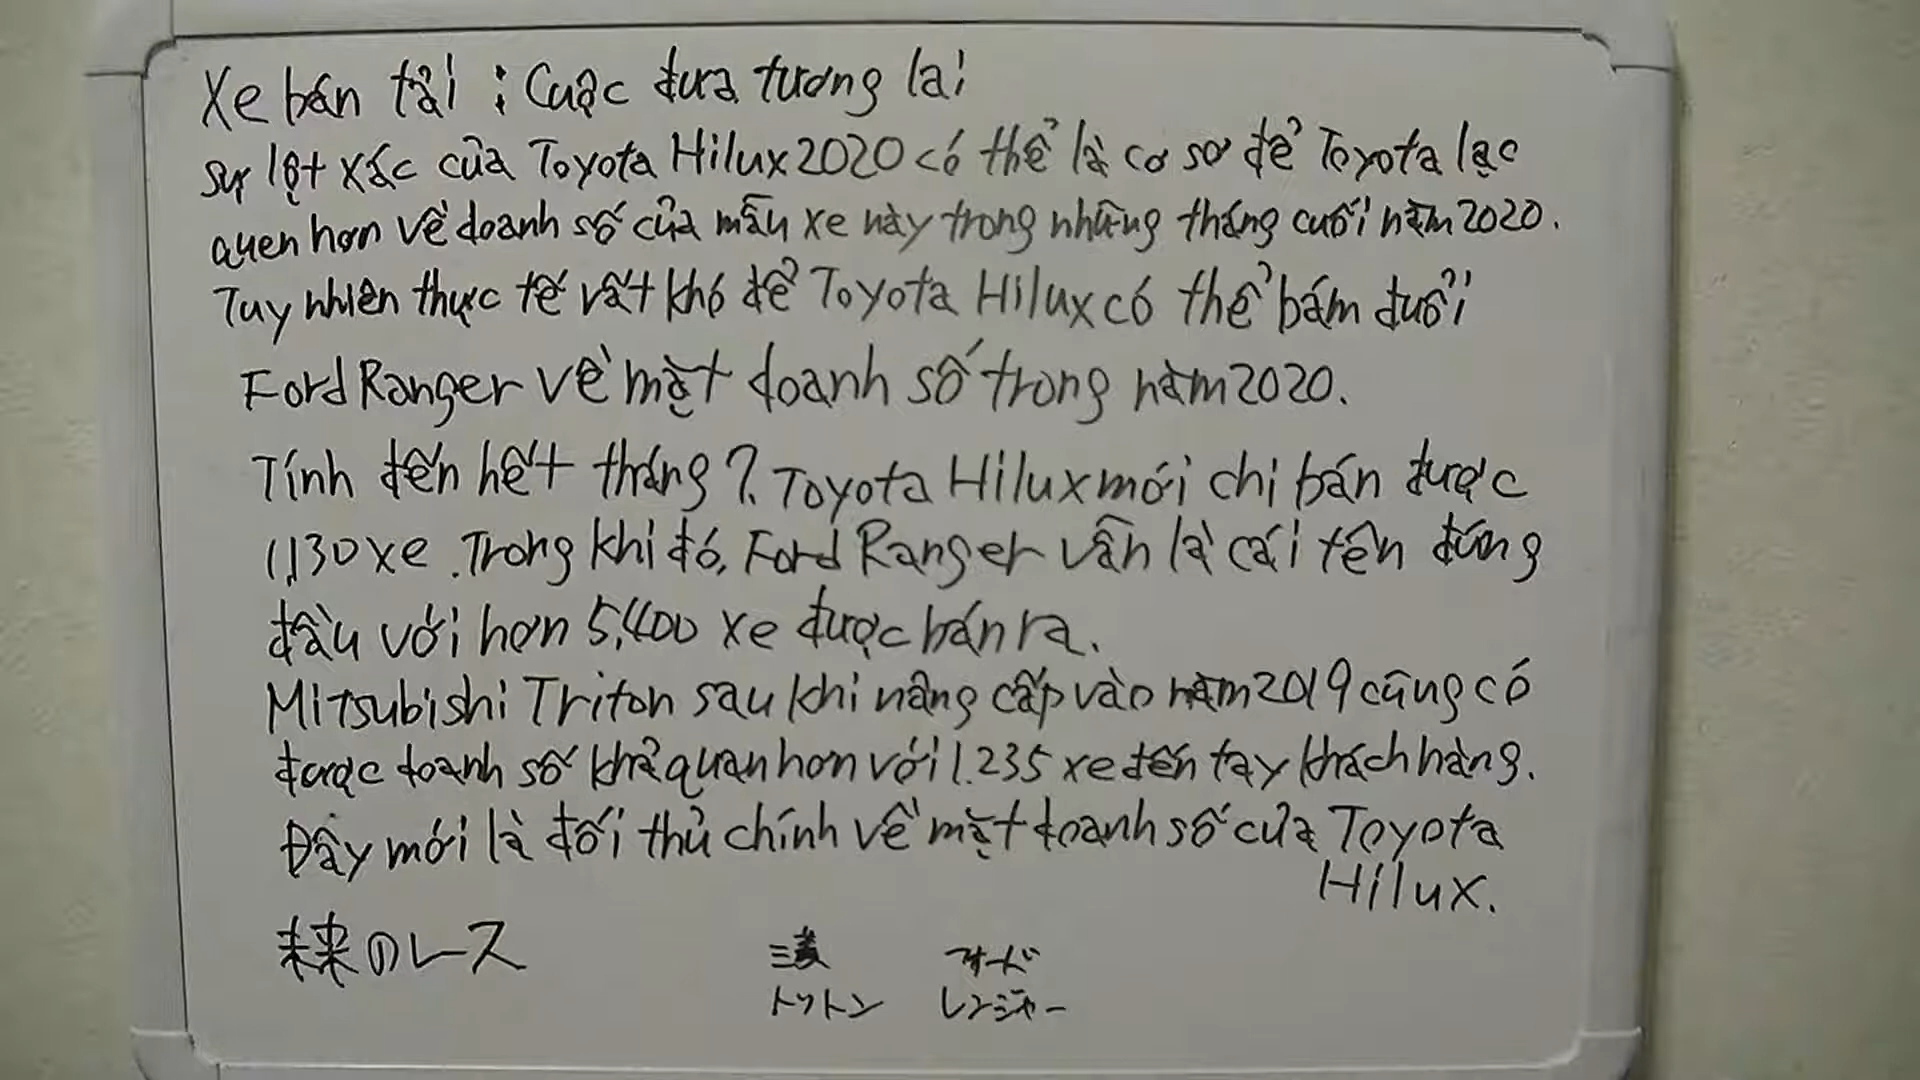 Xe bán tải : Cuộc đua tương lai
sự lột xác của Toyota Hilux 2020 có thể là cơ sơ để Toyota lạc
quen hơn về doanh số của mẫu xe này trong những tháng cuối năm 2020.
Tuy nhiên thực tế rất khó để Toyota Hilux có thể bám đuổi
Ford Ranger về mặt doanh số trong năm 2020.
Tính đến hết tháng 7. Toyota Hilux mới chi bán được
1,130 xe. Trong khi đó, Ford Ranger vẫn là cái tên đứng
đầu với hơn 5,400 xe được bán ra.
Mitsubishi Triton sau khi nâng cấp vào năm 2019 cũng có
được doanh số khả quan hơn với 1.235 xe đến tay khách hàng.
Đây mới là đối thủ chính về mặt doanh số của Toyota
Hilux.
未来のレース
三菱 フォード
トリトン レンジャー